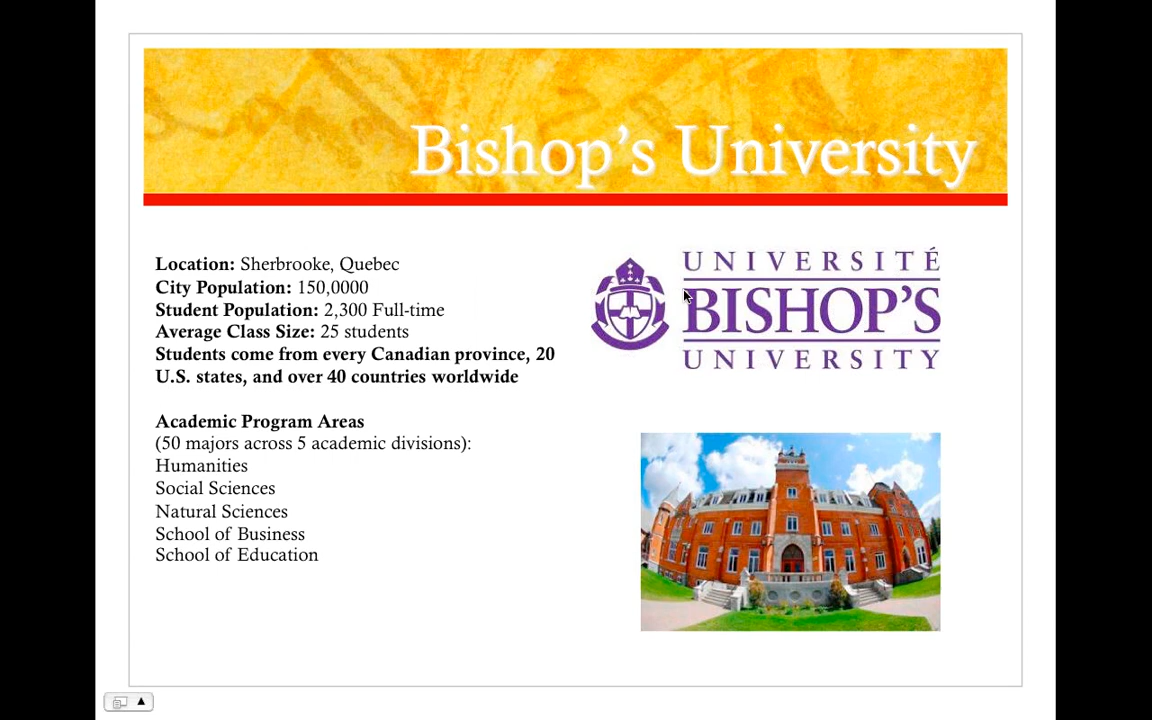 Bishop’s University
Location: Sherbrooke, Quebec
City Population: 150,0000
Student Population: 2,300 Full-time
Average Class Size: 25 students
Students come from every Canadian province, 20
U.S. states, and over 40 countries worldwide
Academic Program Areas
(50 majors across 5 academic divisions):
Humanities
Social Sciences
Natural Sciences
School of Business
School of Education
UNIVERSITÉ
BISHOP’S
UNIVERSITY